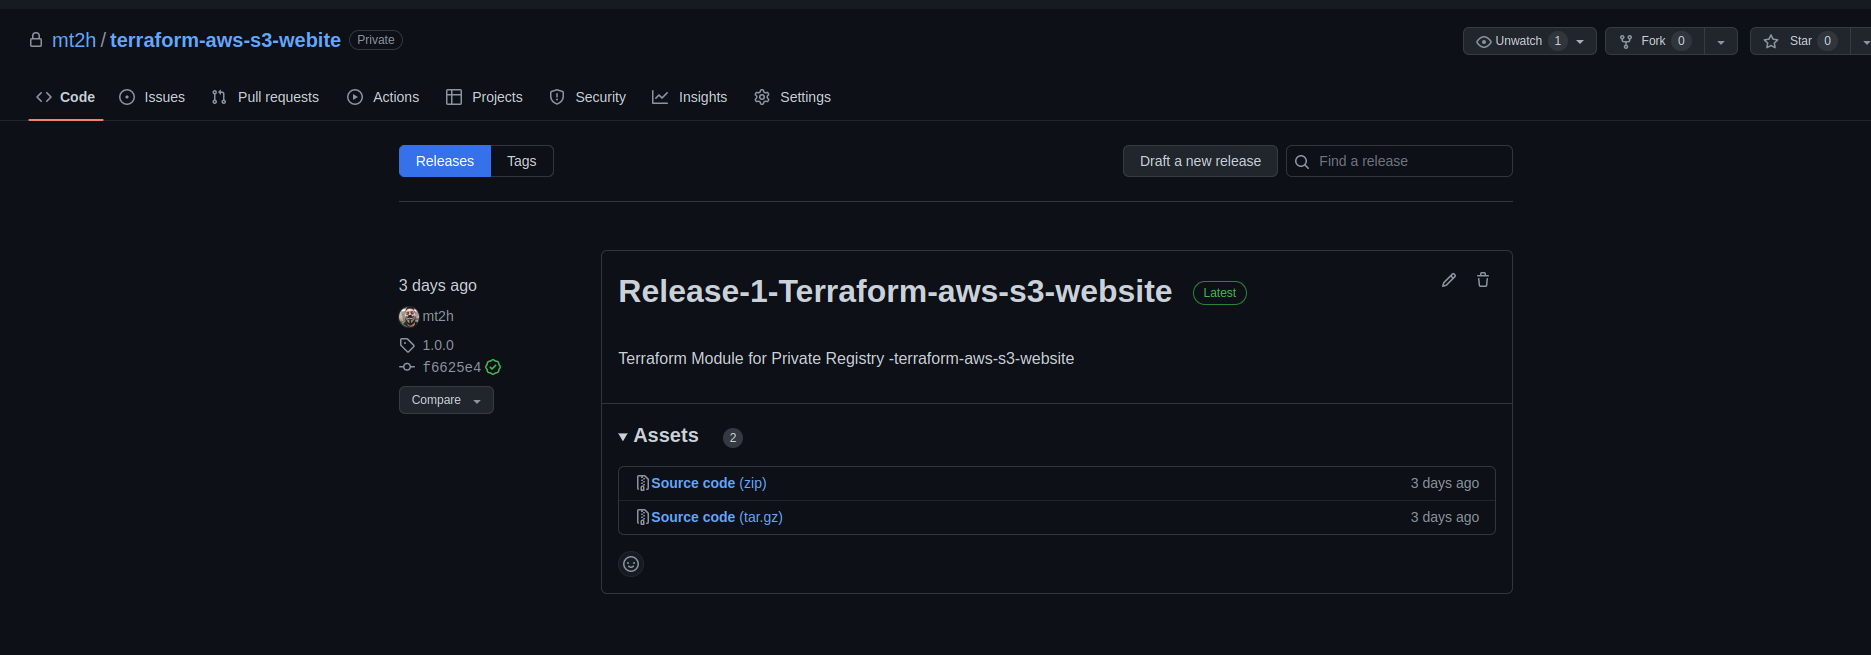 mt2h / terraform-aws-s3-webite Private
Unwatch 1 Fork 0 Star 0
Code Issues Pull requests Actions Projects Security Insights Settings
Releases Tags
Draft a new release Find a release
3 days ago
mt2h
1.0.0
f6625e4
Compare
Release-1-Terraform-aws-s3-website Latest
Terraform Module for Private Registry -terraform-aws-s3-website
Assets 2
Source code (zip) 3 days ago
Source code (tar.gz) 3 days ago